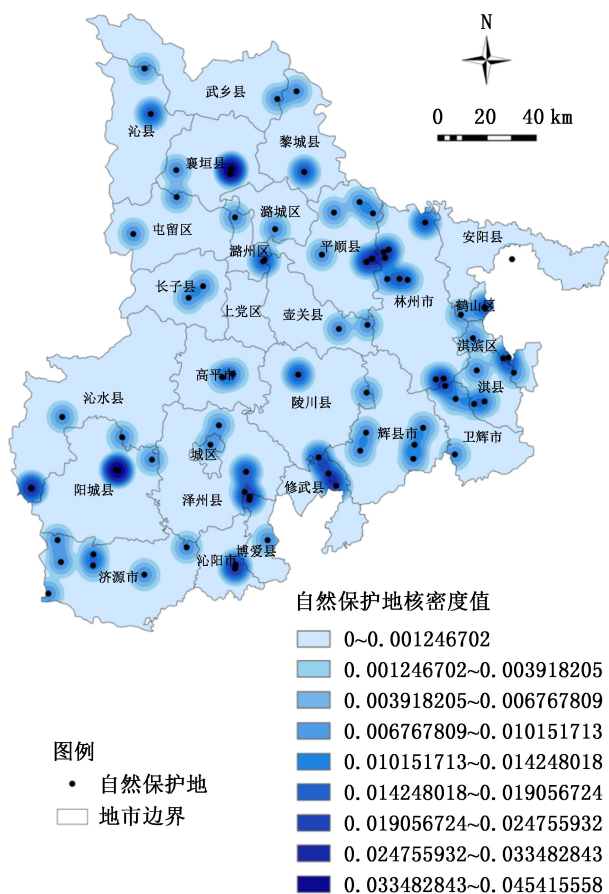 N
0 20 40 km
武乡县
沁县
黎城县
襄垣县
潞城区
屯留区
平顺县
安阳县
潞州区
长子县
上党区
壶关县
林州市
鹤山区
淇滨区
高平市
陵川县
淇县
沁水县
城区
辉县市
卫辉市
阳城县
泽州县
修武县
博爱县
沁阳市
济源市
自然保护地核密度值
0~0.001246702
0.001246702~0.003918205
0.003918205~0.006767809
0.006767809~0.010151713
0.010151713~0.014248018
0.014248018~0.019056724
0.019056724~0.024755932
0.024755932~0.033482843
0.033482843~0.045415558
图例
自然保护地
地市边界